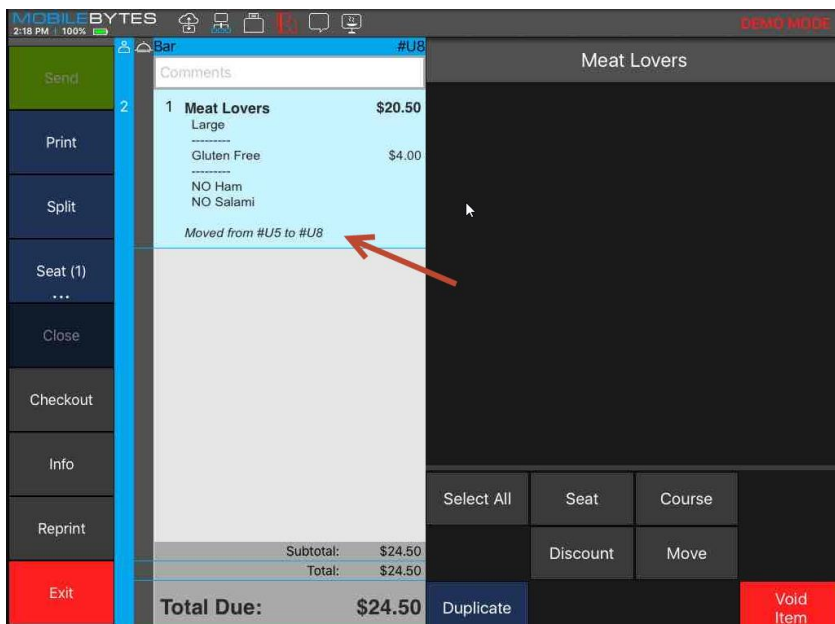 MOBILEBYTES
2:18 PM 100%
DEMO MODE
Bar #U8
Comments
Meat Lovers
Send
Print
Split
Seat (1)
...
Close
Checkout
Info
Reprint
Exit
2
1 Meat Lovers $20.50
Large
---------
Gluten Free $4.00
---------
NO Ham
NO Salami
Moved from #U5 to #U8
Subtotal: $24.50
Total: $24.50
Total Due: $24.50
Select All Seat Course
Discount Move
Duplicate
Void
Item